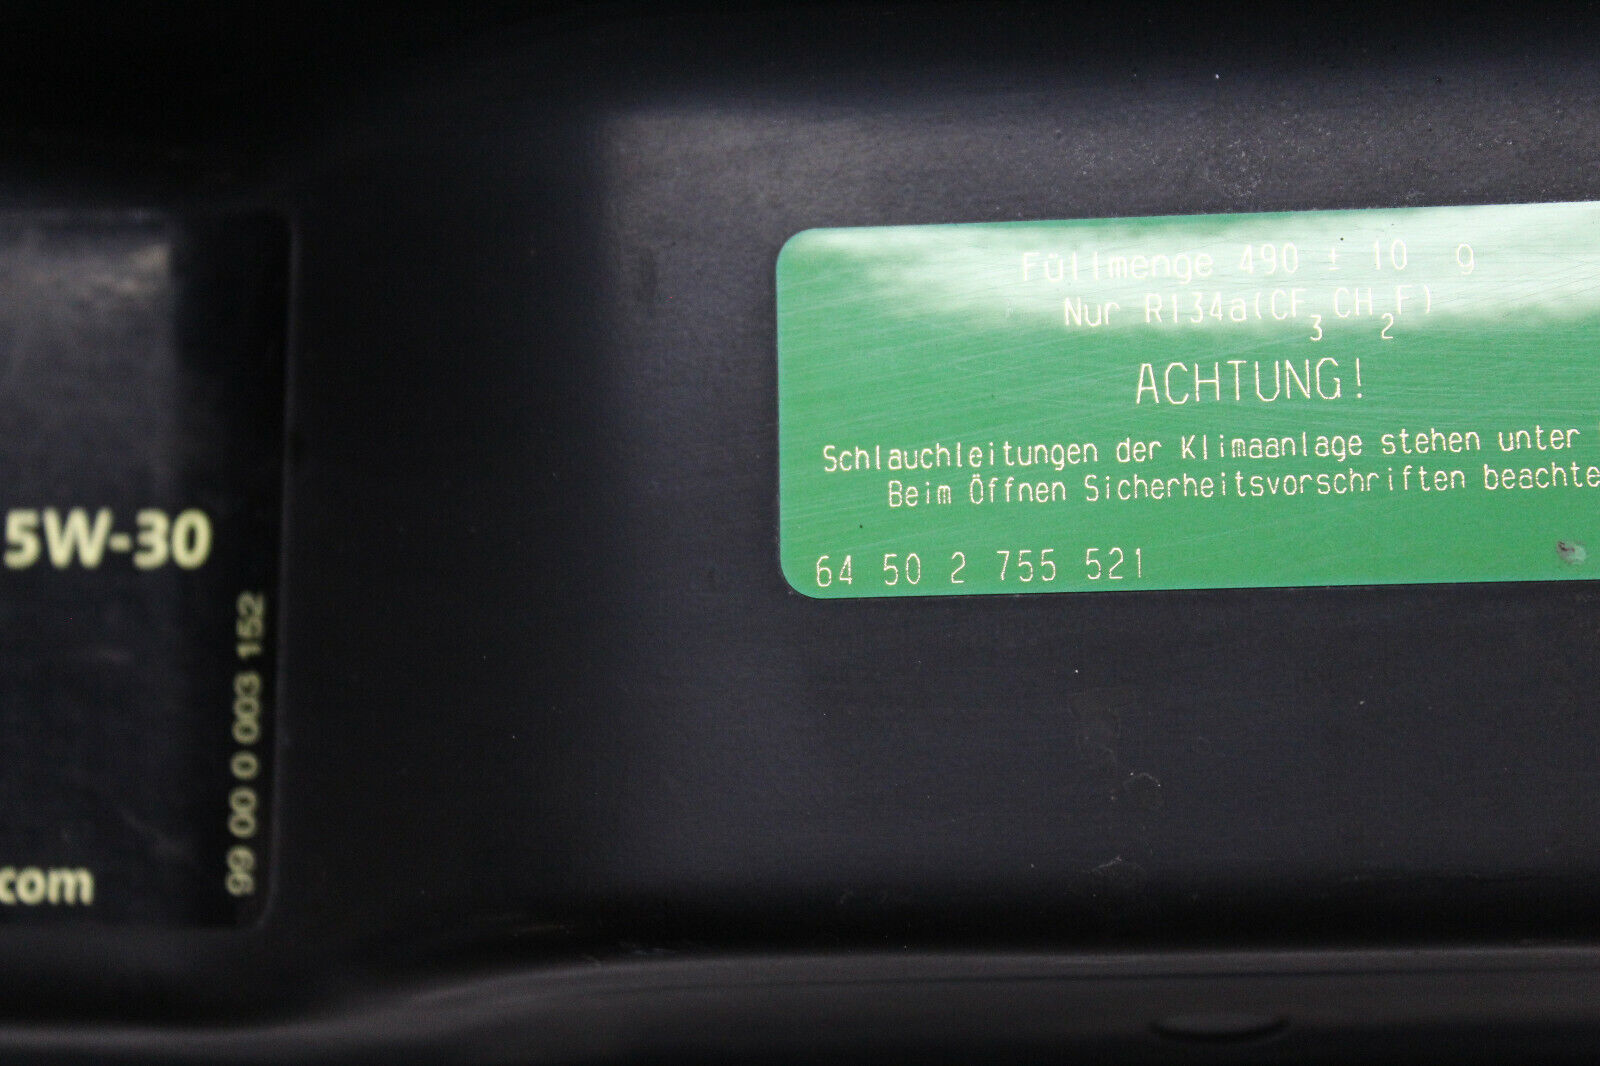 5W-30
99 00 0 003 152
.com
Füllmenge 490 ± 10 g
Nur R134a(CF₃CH₂F)
ACHTUNG!
Schlauchleitungen der Klimaanlage stehen unter
Beim Öffnen Sicherheitsvorschriften beachte
64 50 2 755 521